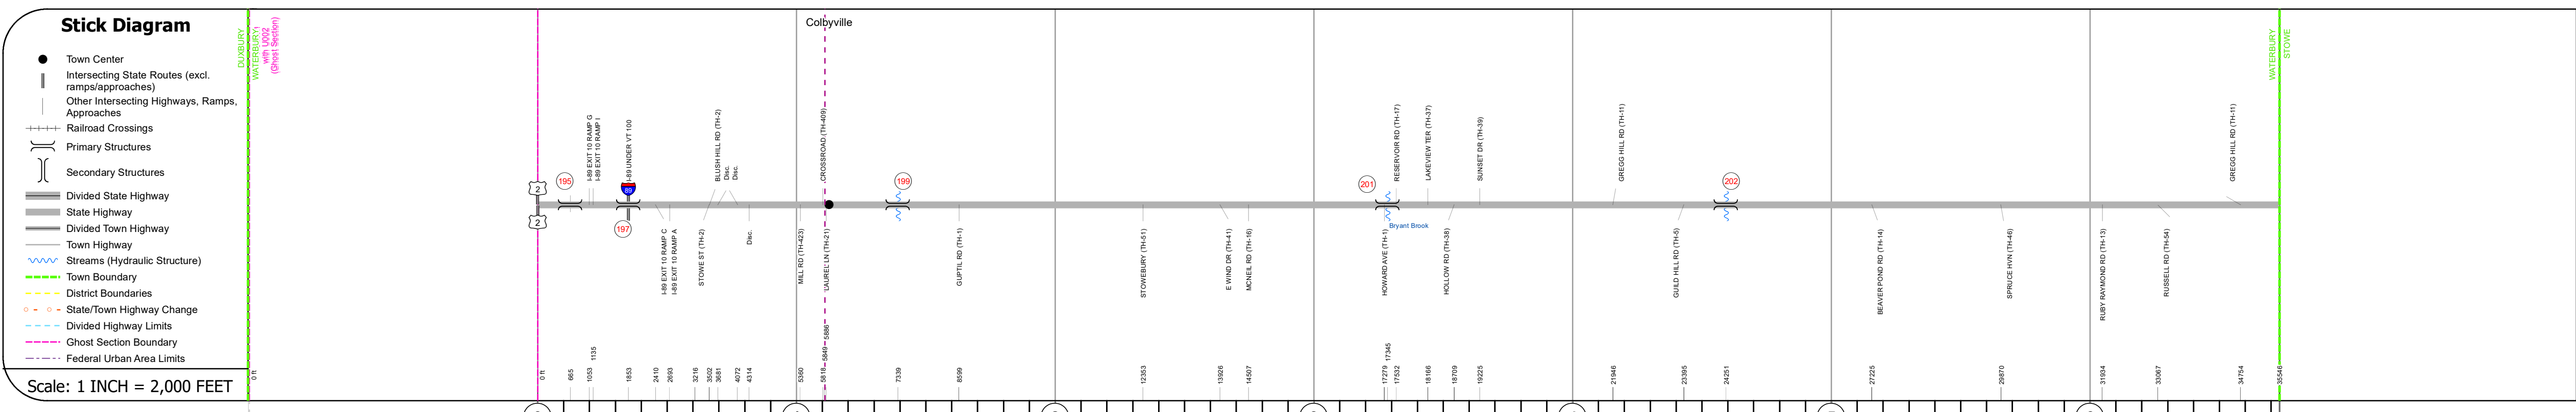 Stick Diagram
Town Center
Intersecting State Routes (excl.
ramps/approaches)
Other Intersecting Highways, Ramps,
Approaches
Railroad Crossings
Primary Structures
Secondary Structures
Divided State Highway
State Highway
Divided Town Highway
Town Highway
Streams (Hydraulic Structure)
Town Boundary
District Boundaries
State/Town Highway Change
Divided Highway Limits
Ghost Section Boundary
Federal Urban Area Limits
Scale: 1 INCH = 2,000 FEET
DUXBURY
WATERBURY
with U002
(Ghost Section)
Colbyville
WATERBURY
STOWE
I-89 EXIT 10 RAMP G
I-89 EXIT 10 RAMP I
I-89 UNDER VT 100
BLUSH HILL RD (TH-2)
Disc.
Disc.
CROSSROAD (TH-409)
RESERVOIR RD (TH-17)
LAKEVIEW TER (TH-37)
SUNSET DR (TH-39)
GREGG HILL RD (TH-11)
GREGG HILL RD (TH-11)
2
195
89
199
201
202
2
197
Bryant Brook
I-89 EXIT 10 RAMP C
I-89 EXIT 10 RAMP A
STOWE ST (TH-2)
Disc.
MILL RD (TH-423)
LAUREL LN (TH-21)
GUPTIL RD (TH-1)
STOWEBURY (TH-51)
E WIND DR (TH-41)
MCNEIL RD (TH-16)
HOWARD AVE (TH-1)
HOLLOW RD (TH-38)
GUILD HILL RD (TH-5)
BEAVER POND RD (TH-14)
SPRUCE HVN (TH-46)
RUBY RAYMOND RD (TH-13)
RUSSELL RD (TH-54)
0 ft
0 ft
665
1053
1135
1853
2410
2693
3216
3502
3681
4072
4314
5360
5818
5849
5886
7339
8599
12353
13926
14507
17279
17345
17532
18166
18709
19225
21946
23395
24251
27225
29870
31934
33067
34754
35546